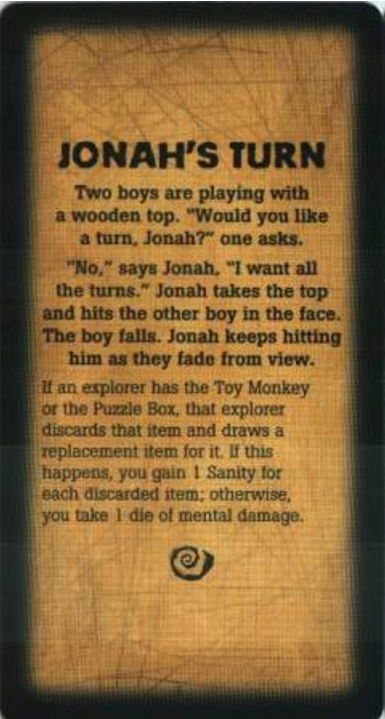 JONAH'S TURN
Two boys are playing with
a wooden top. "Would you like
a turn, Jonah?" one asks.
"No," says Jonah, "I want all
the turns." Jonah takes the top
and hits the other boy in the face.
The boy falls. Jonah keeps hitting
him as they fade from view.
If an explorer has the Toy Monkey
or the Puzzle Box, that explorer
discards that item and draws a
replacement item for it. If this
happens, you gain 1 Sanity for
each discarded item; otherwise,
you take 1 die of mental damage.